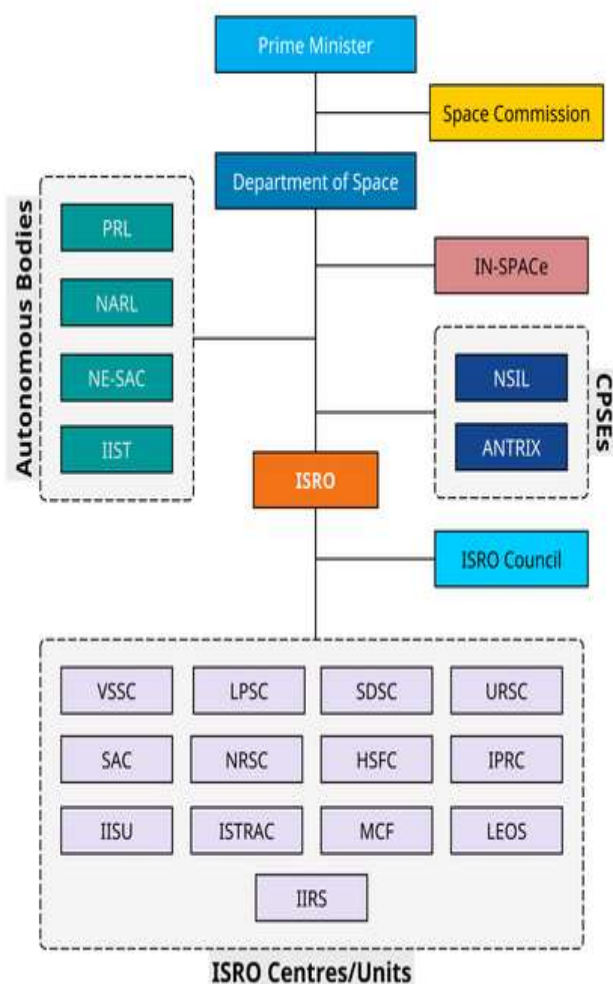 Prime Minister
Space Commission
Department of Space
Autonomous Bodies
PRL
NARL
NE-SAC
IIST
IN-SPACe
CPSEs
NSIL
ANTRIX
ISRO
ISRO Council
VSSC
LPSC
SDSC
URSC
SAC
NRSC
HSFC
IPRC
IISU
ISTRAC
MCF
LEOS
IIRS
ISRO Centres/Units